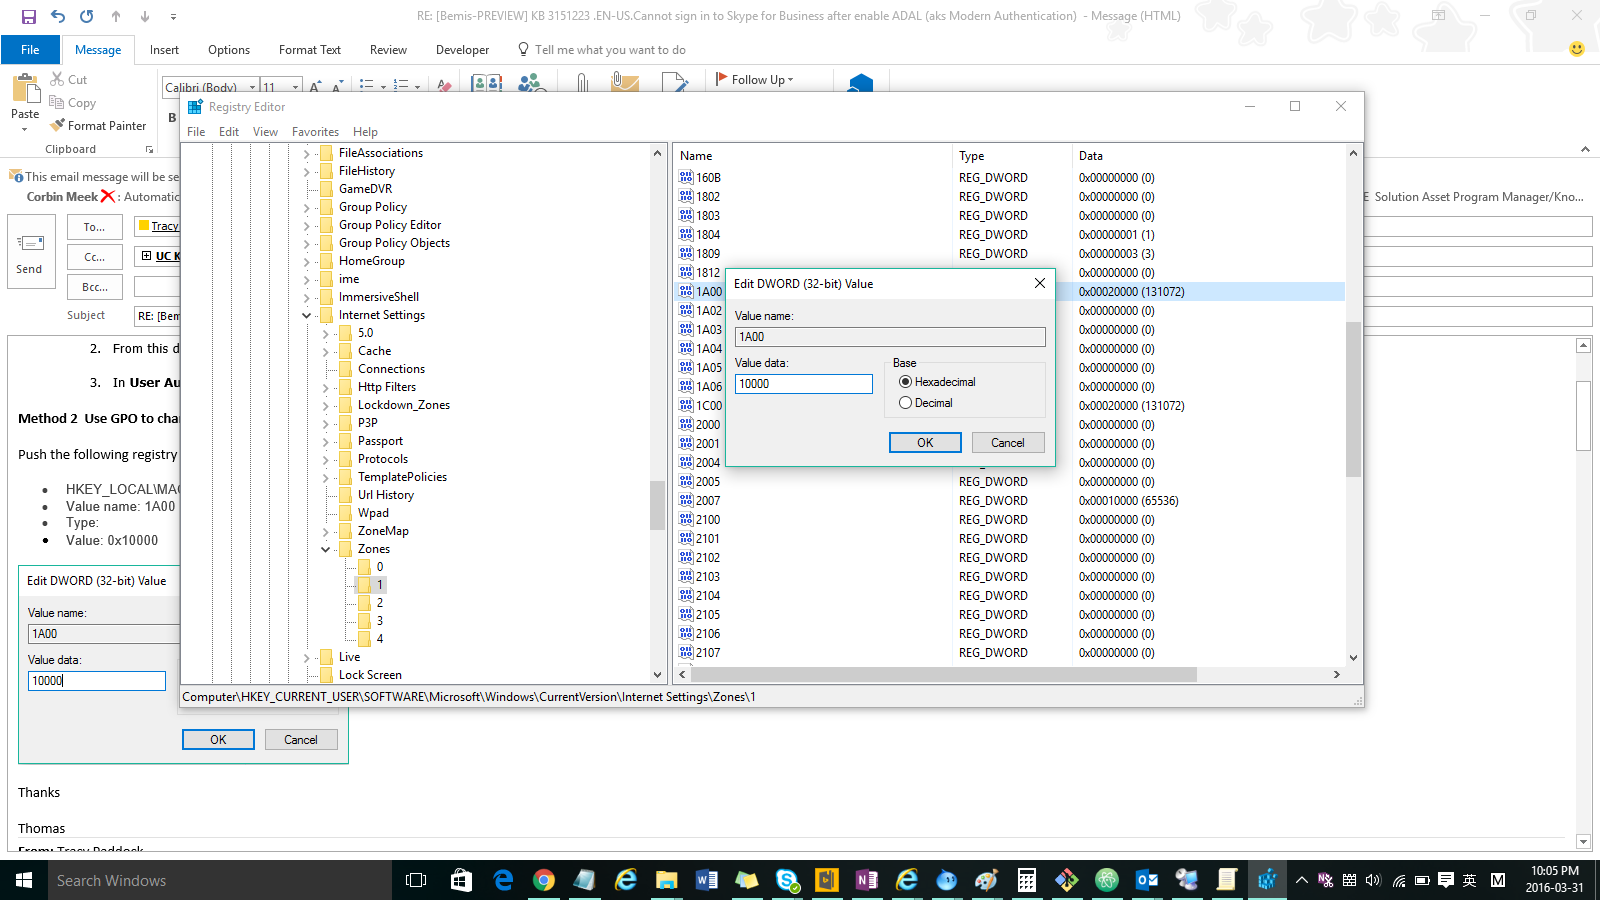 RE: [Bemis-PREVIEW] KB 3151223 .EN-US.Cannot sign in to Skype for Business after enable ADAL (aks Modern Authentication)  - Message (HTML)
File
Message
Insert
Options
Format Text
Review
Developer
Tell me what you want to do
Paste
Cut
Copy
Format Painter
Clipboard
Calibri (Body)
11
B
Follow Up
This email message will be se
Corbin Meek : Automatic
E Solution Asset Program Manager/Kno...
Send
To...
Tracy
Cc...
UC K
Bcc...
Subject
RE: [Bemi
2. From this d
3. In User Au
Method 2  Use GPO to char
Push the following registry
• HKEY_LOCAL\MAC
• Value name: 1A00
• Type:
• Value: 0x10000
Edit DWORD (32-bit) Value
Value name:
1A00
Value data:
10000
OK
Cancel
Thanks
Thomas
From: Tracy Paddock
Registry Editor
File
Edit
View
Favorites
Help
FileAssociations
FileHistory
GameDVR
Group Policy
Group Policy Editor
Group Policy Objects
HomeGroup
ime
ImmersiveShell
Internet Settings
5.0
Cache
Connections
Http Filters
Lockdown_Zones
P3P
Passport
Protocols
TemplatePolicies
Url History
Wpad
ZoneMap
Zones
0
1
2
3
4
Live
Lock Screen
Name Type Data
160B REG_DWORD 0x00000000 (0)
1802 REG_DWORD 0x00000000 (0)
1803 REG_DWORD 0x00000000 (0)
1804 REG_DWORD 0x00000001 (1)
1809 REG_DWORD 0x00000003 (3)
1812 0x00000000 (0)
1A00 0x00020000 (131072)
1A02 0x00000000 (0)
1A03 0x00000000 (0)
1A04 0x00000000 (0)
1A05 0x00000000 (0)
1A06 0x00000000 (0)
1C00 0x00020000 (131072)
2000 0x00000000 (0)
2001 0x00000000 (0)
2004 0x00000000 (0)
2005 REG_DWORD 0x00000000 (0)
2007 REG_DWORD 0x00010000 (65536)
2100 REG_DWORD 0x00000000 (0)
2101 REG_DWORD 0x00000000 (0)
2102 REG_DWORD 0x00000000 (0)
2103 REG_DWORD 0x00000000 (0)
2104 REG_DWORD 0x00000000 (0)
2105 REG_DWORD 0x00000000 (0)
2106 REG_DWORD 0x00000000 (0)
2107 REG_DWORD 0x00000000 (0)
Edit DWORD (32-bit) Value
Value name:
1A00
Value data:
10000
Base
Hexadecimal
Decimal
OK
Cancel
Computer\HKEY_CURRENT_USER\SOFTWARE\Microsoft\Windows\CurrentVersion\Internet Settings\Zones\1
Search Windows
英
M
10:05 PM
2016-03-31